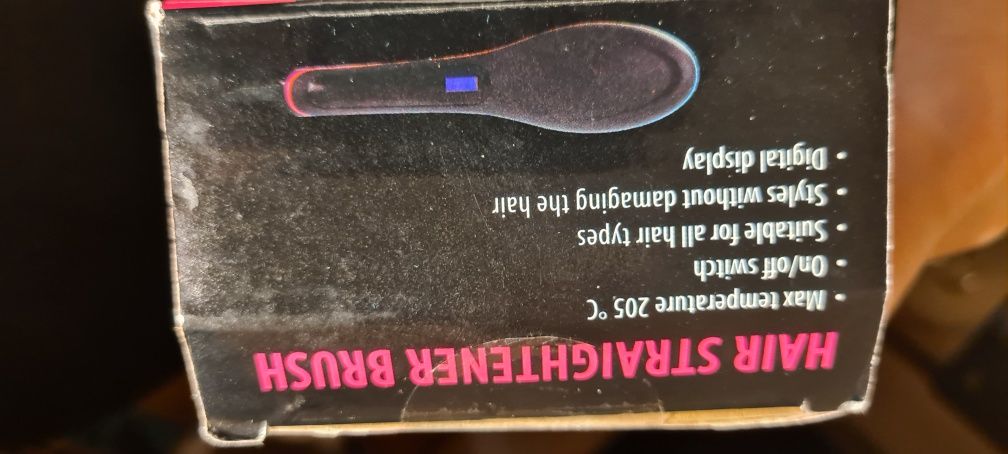 HAIR STRAIGHTENER BRUSH
• Max temperature 205 °C
• On/off switch
• Suitable for all hair types
• Styles without damaging the hair
• Digital display